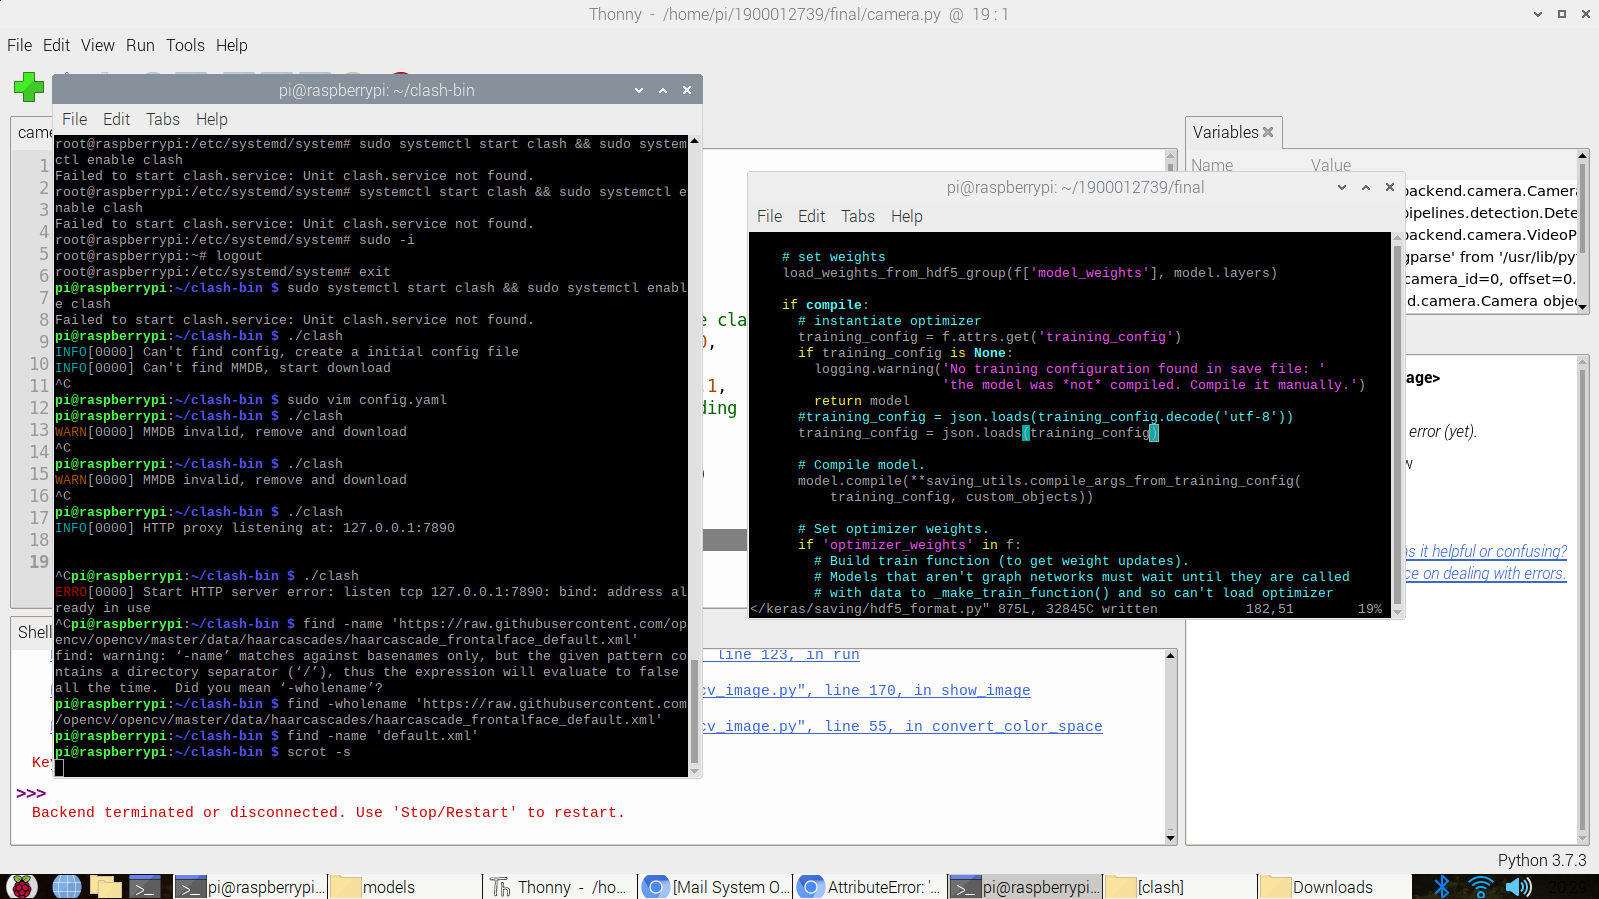 Thonny  -  /home/pi/1900012739/final/camera.py  @  19 : 1
File Edit View Run Tools Help
pi@raspberrypi: ~/clash-bin
File Edit Tabs Help
came
1
2
3
4
5
6
7
8
9
10
11
12
13
14
15
16
17
18
19
root@raspberrypi:/etc/systemd/system# sudo systemctl start clash && sudo system
ctl enable clash
Failed to start clash.service: Unit clash.service not found.
root@raspberrypi:/etc/systemd/system# systemctl start clash && sudo systemctl e
nable clash
Failed to start clash.service: Unit clash.service not found.
root@raspberrypi:/etc/systemd/system# sudo -i
root@raspberrypi:~# logout
root@raspberrypi:/etc/systemd/system# exit
pi@raspberrypi:~/clash-bin $ sudo systemctl start clash && sudo systemctl enabl
e clash
Failed to start clash.service: Unit clash.service not found.
pi@raspberrypi:~/clash-bin $ ./clash
INFO[0000] Can't find config, create a initial config file
INFO[0000] Can't find MMDB, start download
^C
pi@raspberrypi:~/clash-bin $ sudo vim config.yaml
pi@raspberrypi:~/clash-bin $ ./clash
WARN[0000] MMDB invalid, remove and download
^C
pi@raspberrypi:~/clash-bin $ ./clash
WARN[0000] MMDB invalid, remove and download
^C
pi@raspberrypi:~/clash-bin $ ./clash
INFO[0000] HTTP proxy listening at: 127.0.0.1:7890
^Cpi@raspberrypi:~/clash-bin $ ./clash
ERRO[0000] Start HTTP server error: listen tcp 127.0.0.1:7890: bind: address al
ready in use
^Cpi@raspberrypi:~/clash-bin $ find -name 'https://raw.githubusercontent.com/op
encv/opencv/master/data/haarcascades/haarcascade_frontalface_default.xml'
find: warning: ‘-name’ matches against basenames only, but the given pattern co
ntains a directory separator (‘/’), thus the expression will evaluate to false
all the time.  Did you mean ‘-wholename’?
pi@raspberrypi:~/clash-bin $ find -wholename 'https://raw.githubusercontent.com
/opencv/opencv/master/data/haarcascades/haarcascade_frontalface_default.xml'
pi@raspberrypi:~/clash-bin $ find -name 'default.xml'
pi@raspberrypi:~/clash-bin $ scrot -s
e cla
0,
.1,
ding
)
Variables
Name Value
backend.camera.Camera
pipelines.detection.Dete
backend.camera.VideoP
gparse' from '/usr/lib/pyt
camera_id=0, offset=0.
d.camera.Camera objec
pi@raspberrypi: ~/1900012739/final
File Edit Tabs Help
# set weights
load_weights_from_hdf5_group(f['model_weights'], model.layers)
if compile:
# instantiate optimizer
training_config = f.attrs.get('training_config')
if training_config is None:
logging.warning('No training configuration found in save file: '
'the model was *not* compiled. Compile it manually.')
return model
#training_config = json.loads(training_config.decode('utf-8'))
training_config = json.loads(training_config)
# Compile model.
model.compile(**saving_utils.compile_args_from_training_config(
training_config, custom_objects))
# Set optimizer weights.
if 'optimizer_weights' in f:
# Build train function (to get weight updates).
# Models that aren't graph networks must wait until they are called
# with data to _make_train_function() and so can't load optimizer
</keras/saving/hdf5_format.py" 875L, 32845C written 182,51 19%
age>
error (yet).
w
as it helpful or confusing?
ce on dealing with errors.
Shell
line 123, in run
cv_image.py", line 170, in show_image
cv_image.py", line 55, in convert_color_space
Key
>>>
Backend terminated or disconnected. Use 'Stop/Restart' to restart.
Python 3.7.3
pi@raspberrypi... models Thonny  -  /ho... [Mail System O... AttributeError: '... pi@raspberrypi... [clash] Downloads 20:29